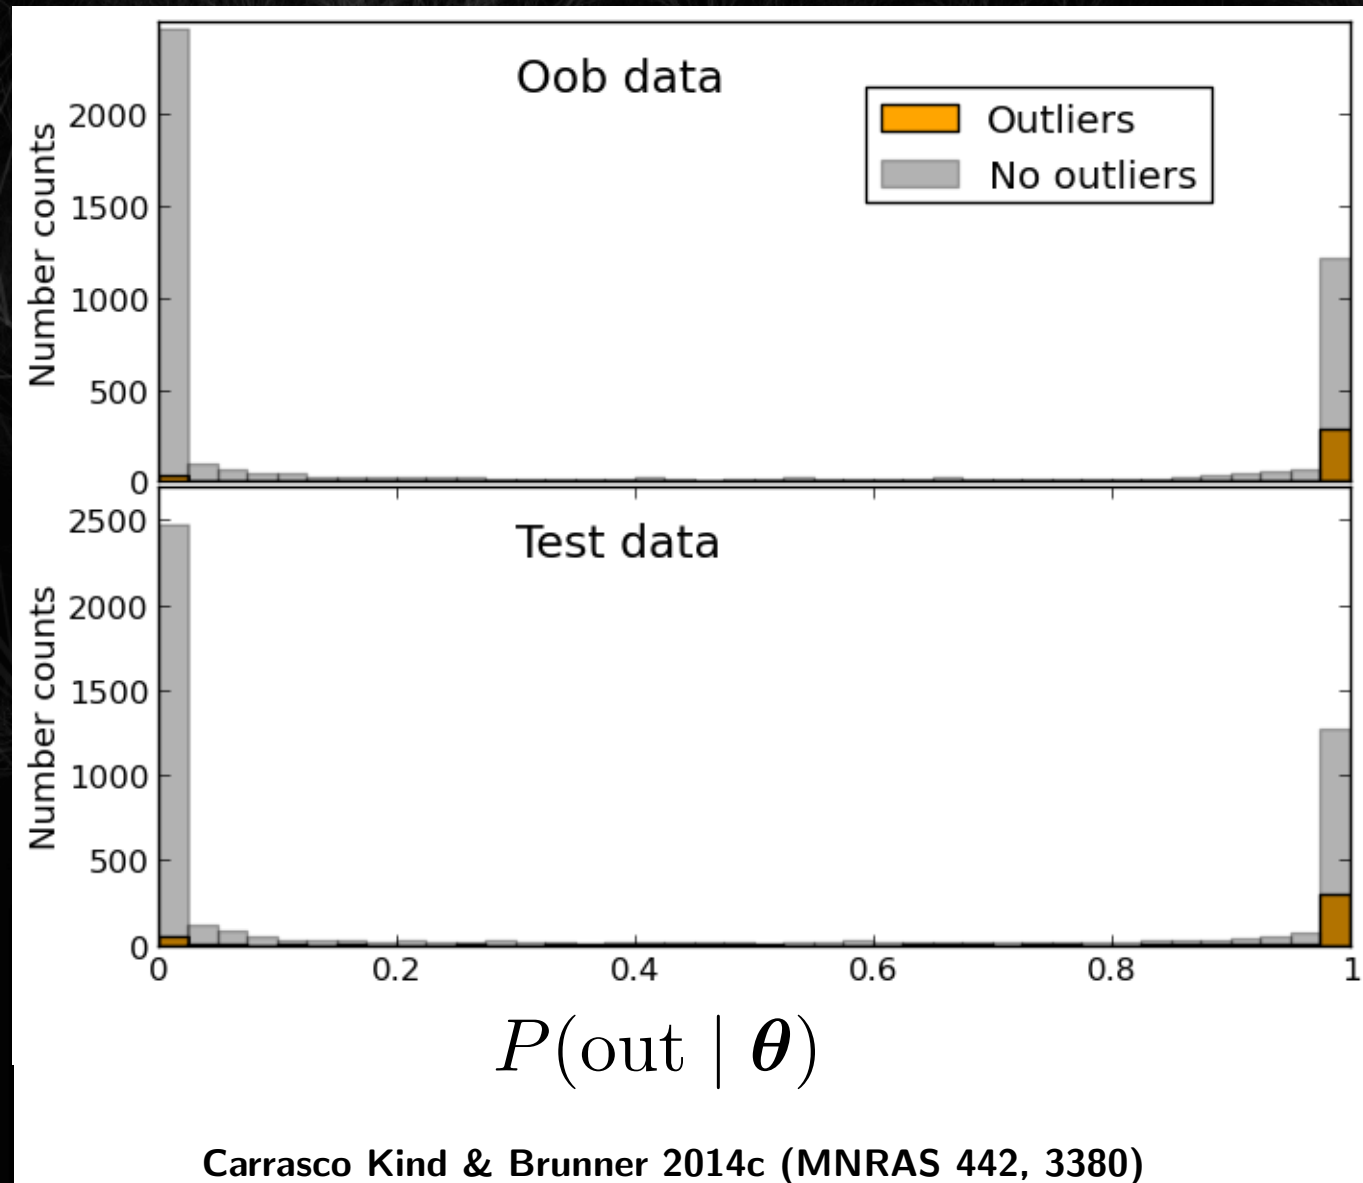 Oob data
Outliers
No outliers
Number counts
2000
1500
1000
500
0
Test data
Number counts
2500
2000
1500
1000
500
0
0 0.2 0.4 0.6 0.8 1
P(out | θ)
Carrasco Kind & Brunner 2014c (MNRAS 442, 3380)